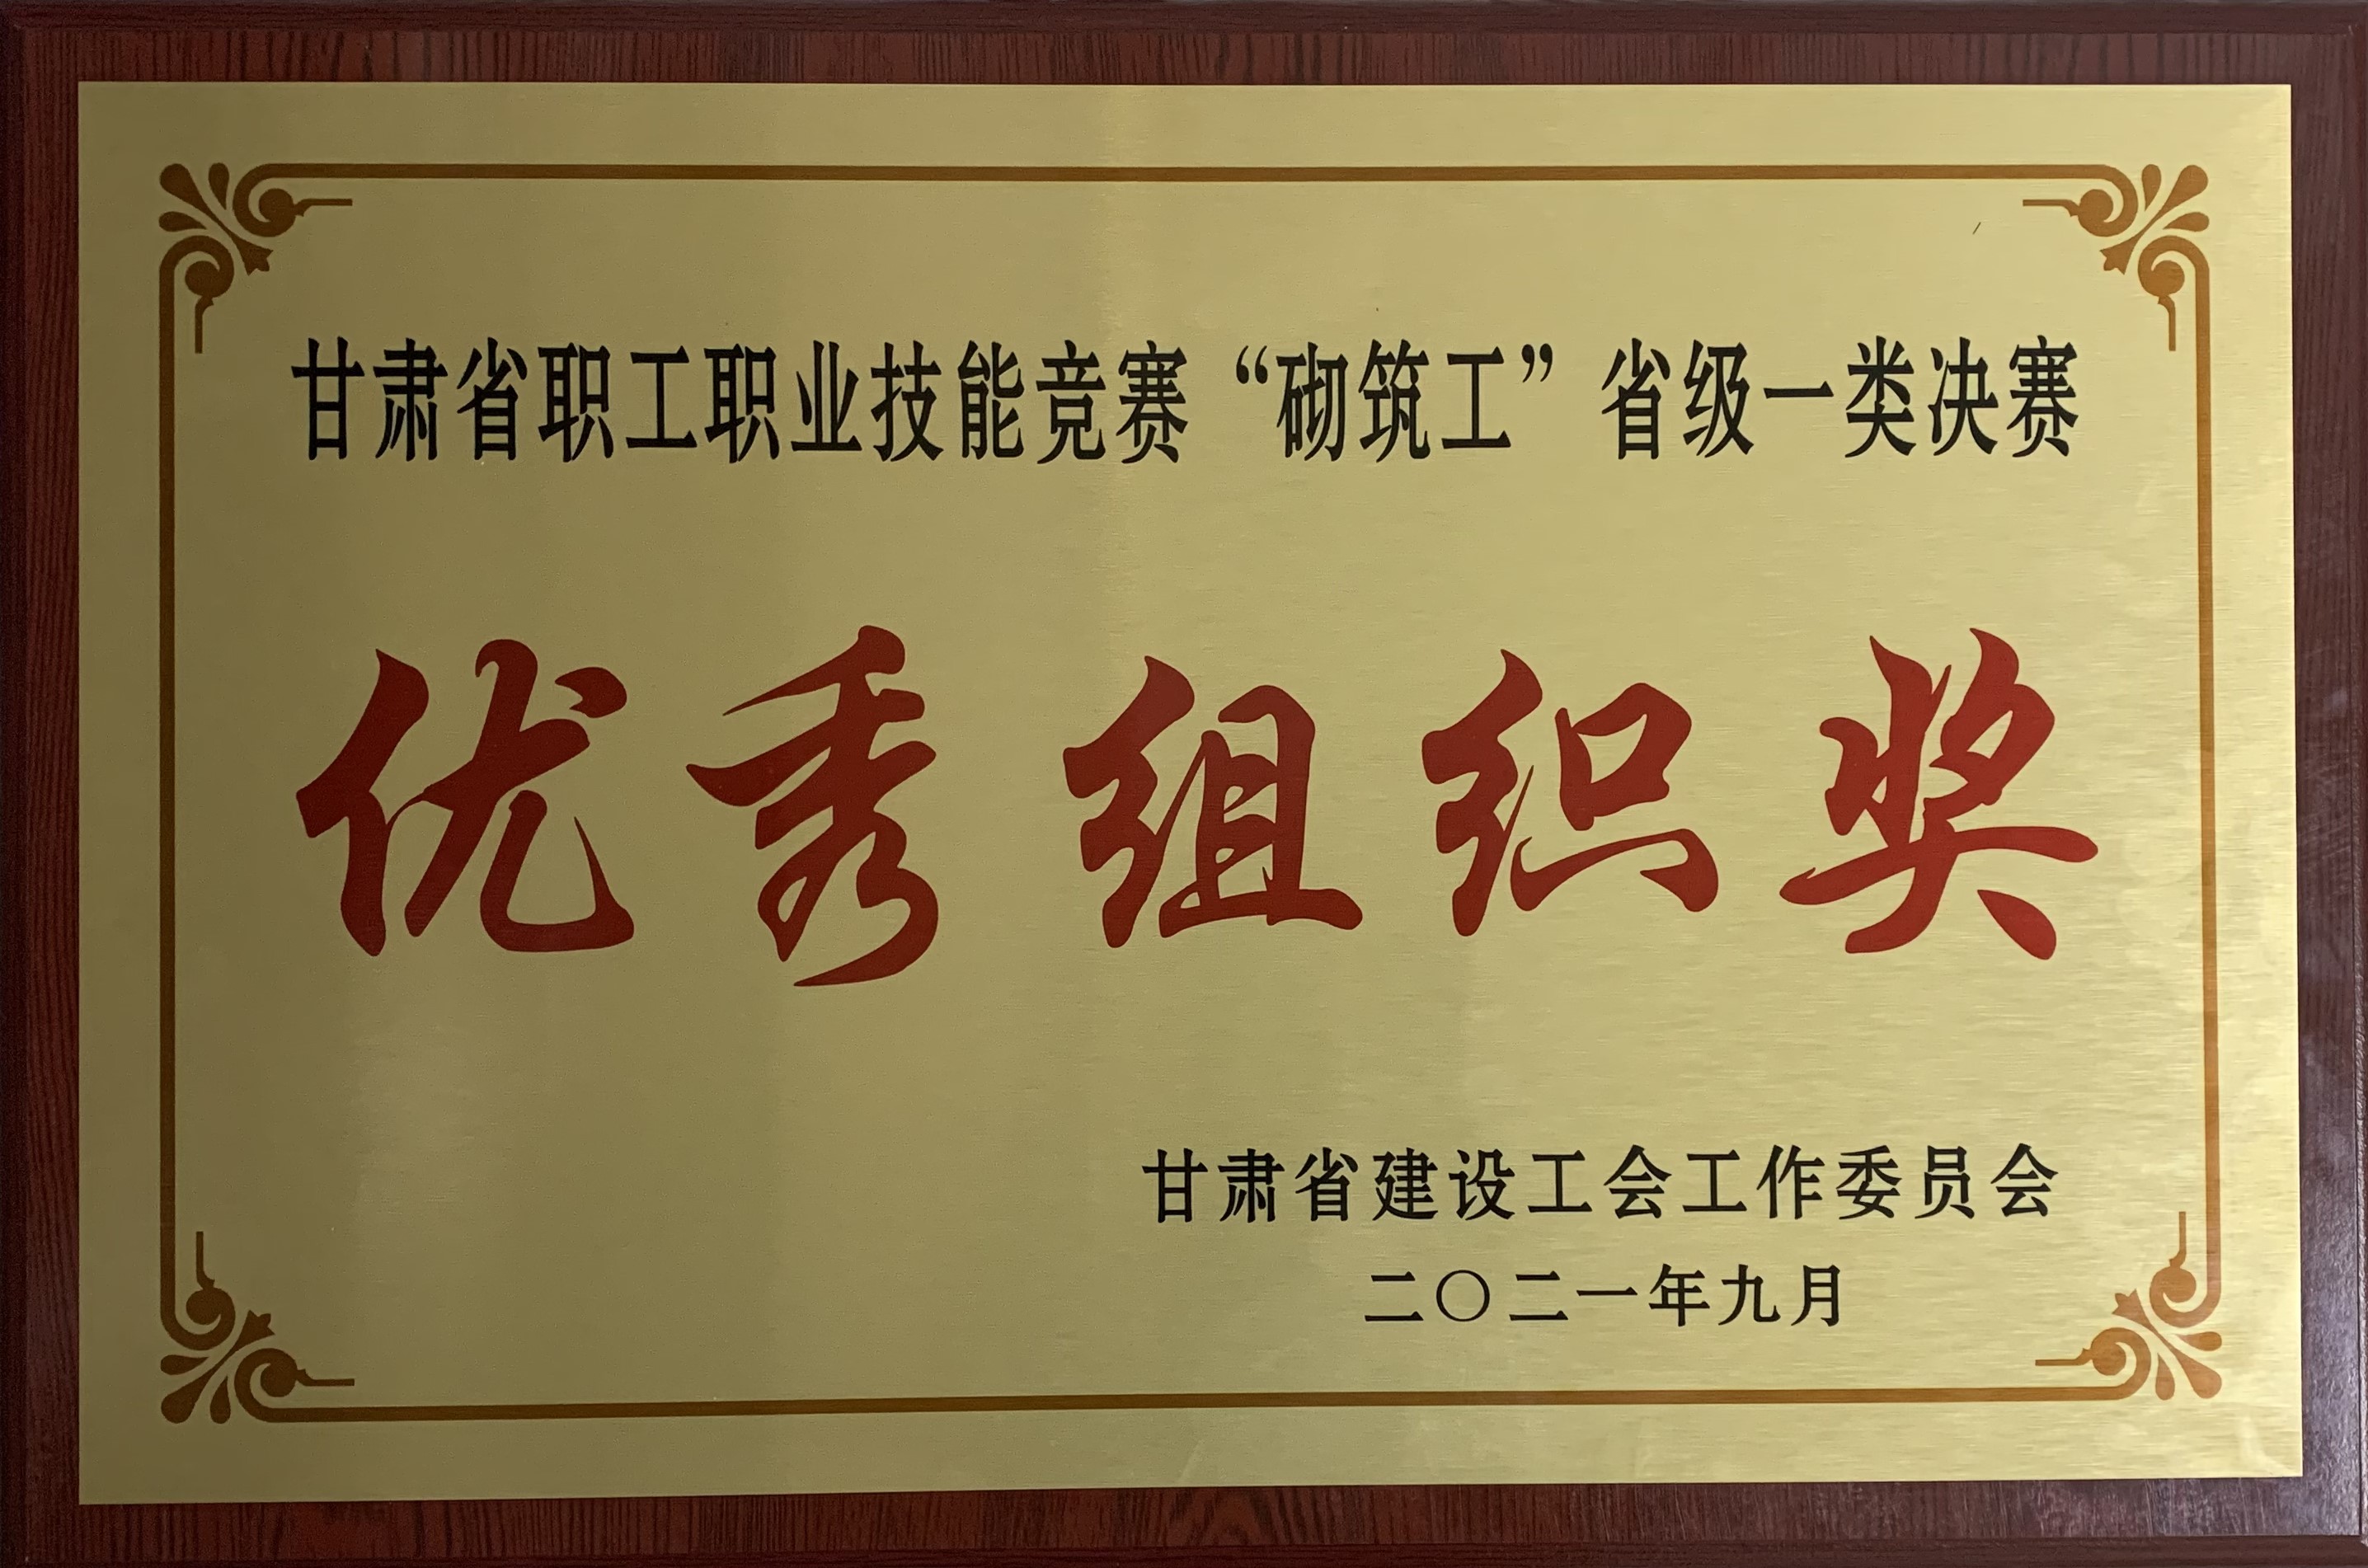 甘肃省职工职业技能竞赛“砌筑工”省级一类决赛
优秀组织奖
甘肃省建设工会工作委员会
二〇二一年九月